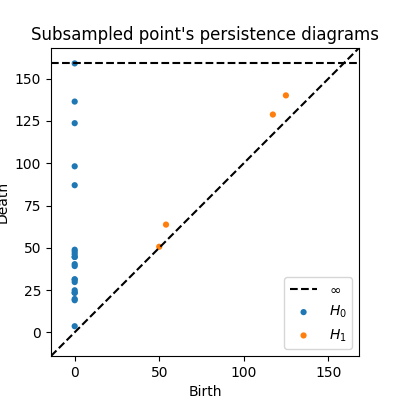 Subsampled point's persistence diagrams
150
125
100
75
50
25
0
Death
0 50 100 150
Birth
∞
H₀
H₁